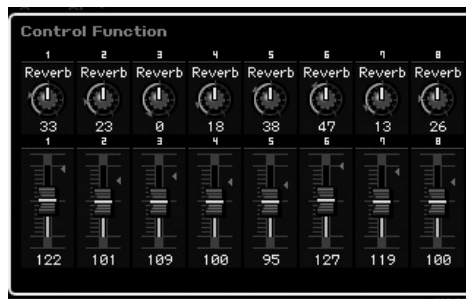 Control Function
1 2 3 4 5 6 7 8
Reverb Reverb Reverb Reverb Reverb Reverb Reverb Reverb
33 23 0 18 38 47 13 26
1 2 3 4 5 6 7 8
122 101 109 100 95 127 119 100